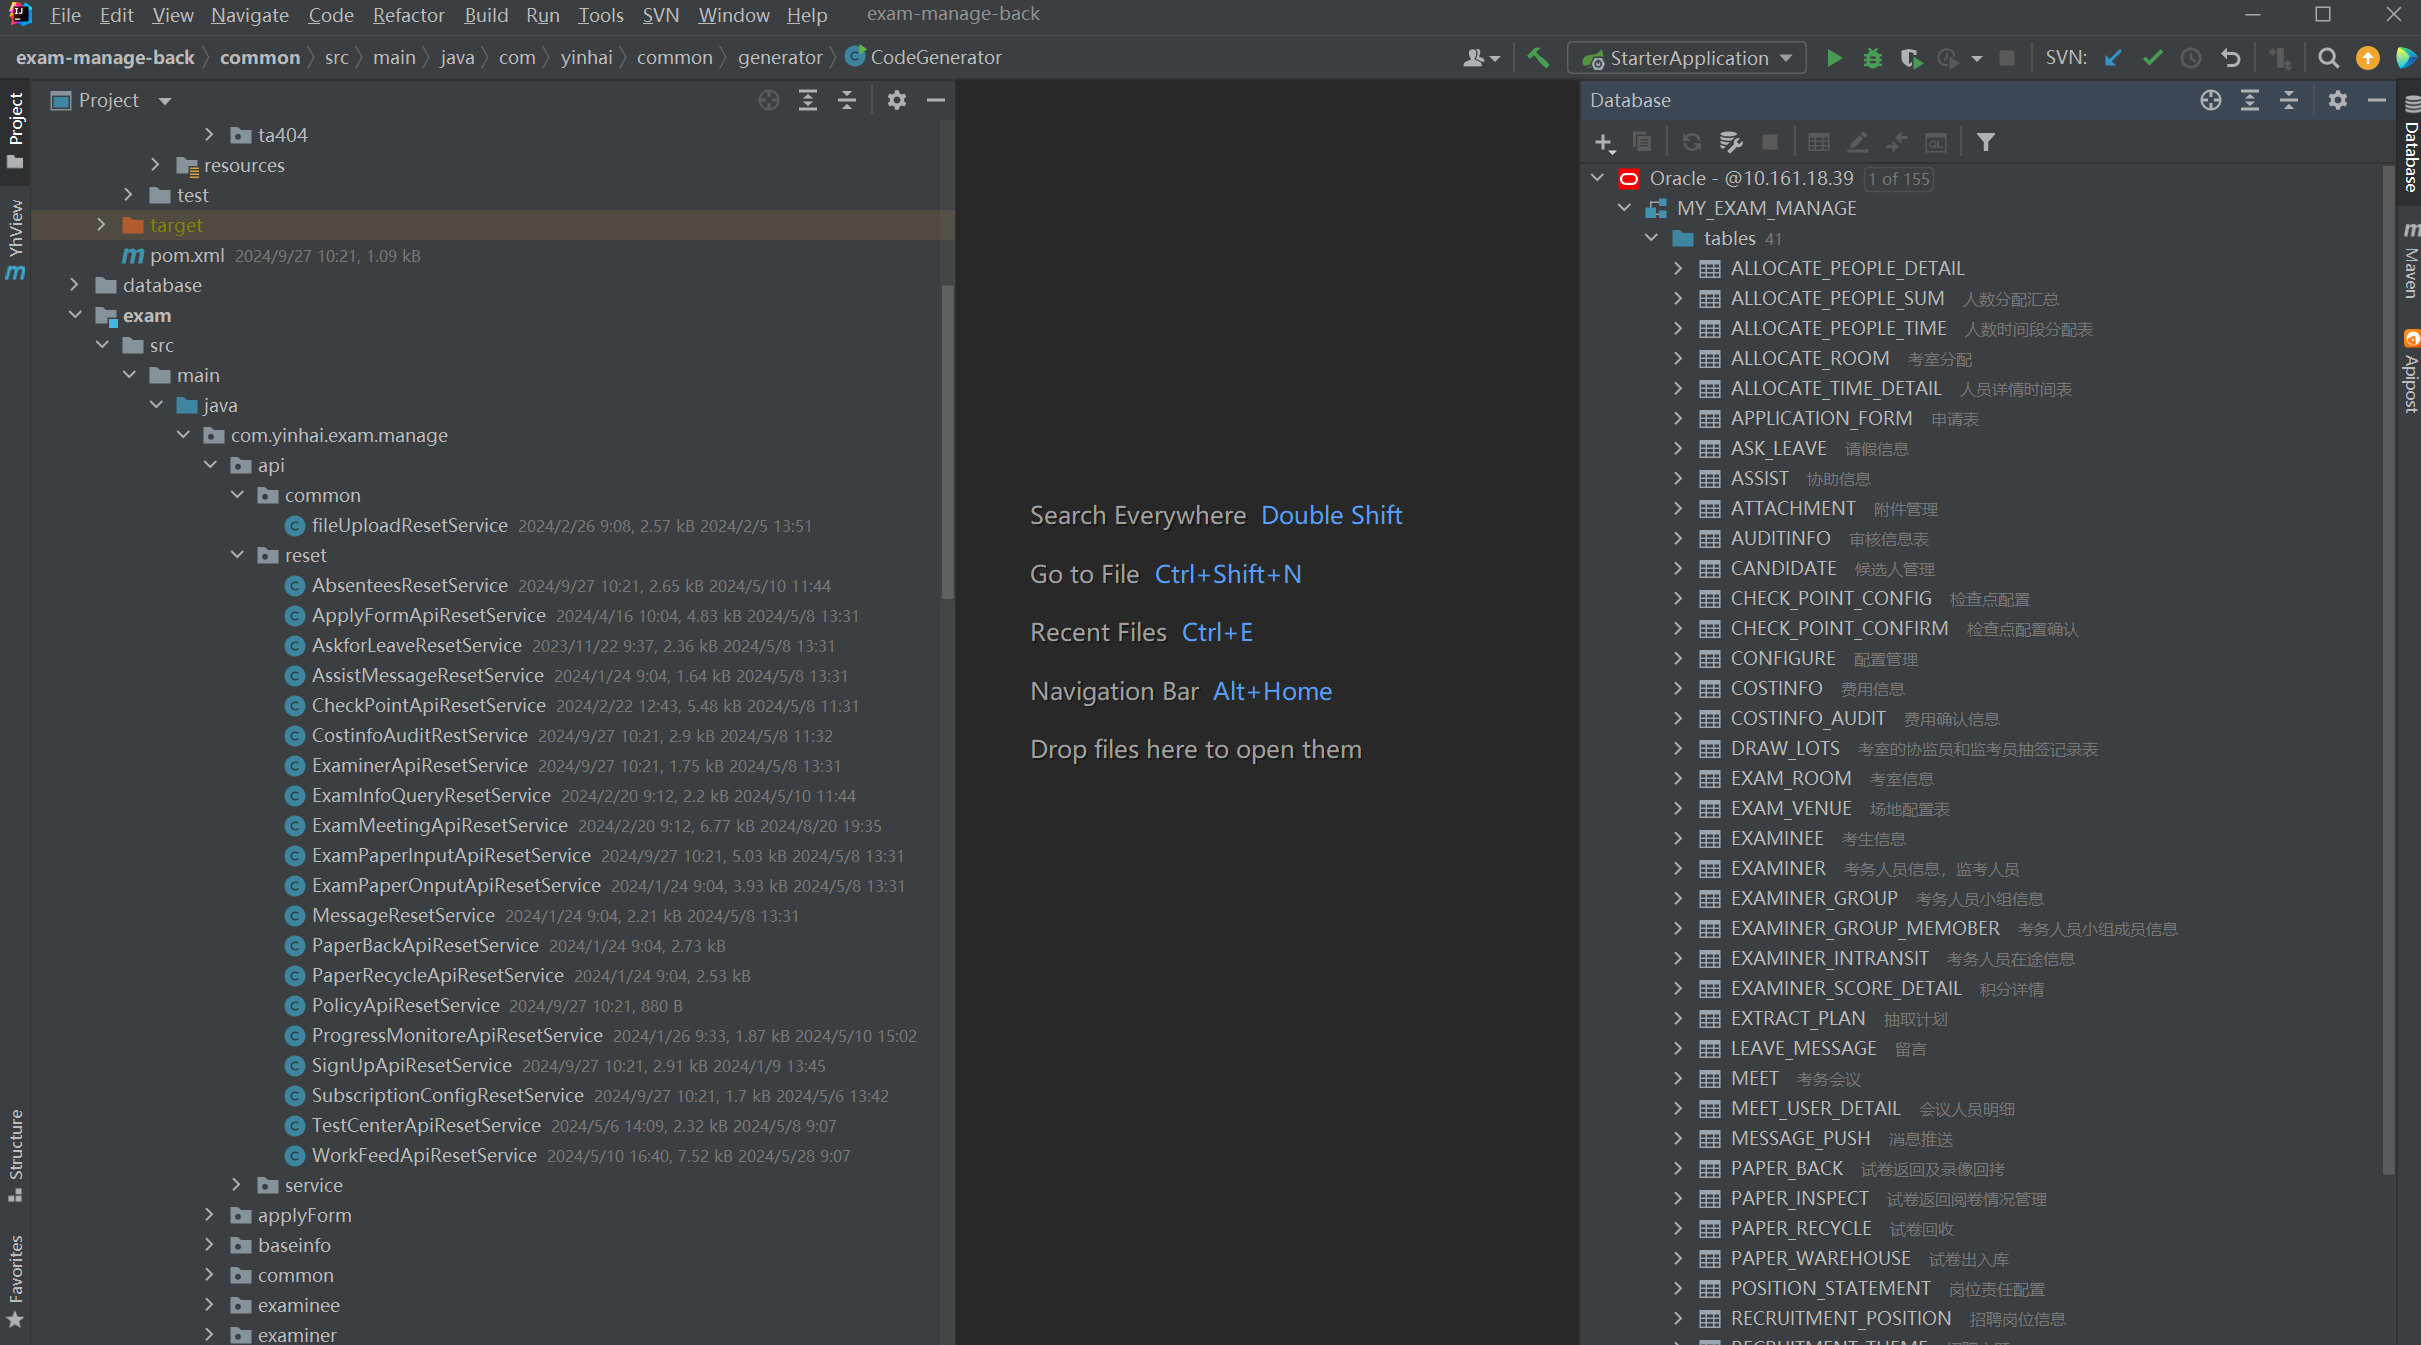 File Edit View Navigate Code Refactor Build Run Tools SVN Window Help exam-manage-back
exam-manage-back common src main java com yinhai common generator CodeGenerator
StarterApplication
SVN:
Project
YhView
Structure
Favorites
Project
ta404
resources
test
target
pom.xml 2024/9/27 10:21, 1.09 kB
database
exam
src
main
java
com.yinhai.exam.manage
api
common
fileUploadResetService 2024/2/26 9:08, 2.57 kB 2024/2/5 13:51
reset
AbsenteesResetService 2024/9/27 10:21, 2.65 kB 2024/5/10 11:44
ApplyFormApiResetService 2024/4/16 10:04, 4.83 kB 2024/5/8 13:31
AskforLeaveResetService 2023/11/22 9:37, 2.36 kB 2024/5/8 13:31
AssistMessageResetService 2024/1/24 9:04, 1.64 kB 2024/5/8 13:31
CheckPointApiResetService 2024/2/22 12:43, 5.48 kB 2024/5/8 11:31
CostinfoAuditRestService 2024/9/27 10:21, 2.9 kB 2024/5/8 11:32
ExaminerApiResetService 2024/9/27 10:21, 1.75 kB 2024/5/8 13:31
ExamInfoQueryResetService 2024/2/20 9:12, 2.2 kB 2024/5/10 11:44
ExamMeetingApiResetService 2024/2/20 9:12, 6.77 kB 2024/8/20 19:35
ExamPaperInputApiResetService 2024/9/27 10:21, 5.03 kB 2024/5/8 13:31
ExamPaperOnputApiResetService 2024/1/24 9:04, 3.93 kB 2024/5/8 13:31
MessageResetService 2024/1/24 9:04, 2.21 kB 2024/5/8 13:31
PaperBackApiResetService 2024/1/24 9:04, 2.73 kB
PaperRecycleApiResetService 2024/1/24 9:04, 2.53 kB
PolicyApiResetService 2024/9/27 10:21, 880 B
ProgressMonitoreApiResetService 2024/1/26 9:33, 1.87 kB 2024/5/10 15:02
SignUpApiResetService 2024/9/27 10:21, 2.91 kB 2024/1/9 13:45
SubscriptionConfigResetService 2024/9/27 10:21, 1.7 kB 2024/5/6 13:42
TestCenterApiResetService 2024/5/6 14:09, 2.32 kB 2024/5/8 9:07
WorkFeedApiResetService 2024/5/10 16:40, 7.52 kB 2024/5/28 9:07
service
applyForm
baseinfo
common
examinee
examiner
Search Everywhere Double Shift
Go to File Ctrl+Shift+N
Recent Files Ctrl+E
Navigation Bar Alt+Home
Drop files here to open them
Database
Oracle - @10.161.18.39 1 of 155
MY_EXAM_MANAGE
tables 41
ALLOCATE_PEOPLE_DETAIL
ALLOCATE_PEOPLE_SUM 人数分配汇总
ALLOCATE_PEOPLE_TIME 人数时间段分配表
ALLOCATE_ROOM 考室分配
ALLOCATE_TIME_DETAIL 人员详情时间表
APPLICATION_FORM 申请表
ASK_LEAVE 请假信息
ASSIST 协助信息
ATTACHMENT 附件管理
AUDITINFO 审核信息表
CANDIDATE 候选人管理
CHECK_POINT_CONFIG 检查点配置
CHECK_POINT_CONFIRM 检查点配置确认
CONFIGURE 配置管理
COSTINFO 费用信息
COSTINFO_AUDIT 费用确认信息
DRAW_LOTS 考室的协监员和监考员抽签记录表
EXAM_ROOM 考室信息
EXAM_VENUE 场地配置表
EXAMINEE 考生信息
EXAMINER 考务人员信息，监考人员
EXAMINER_GROUP 考务人员小组信息
EXAMINER_GROUP_MEMOBER 考务人员小组成员信息
EXAMINER_INTRANSIT 考务人员在途信息
EXAMINER_SCORE_DETAIL 积分详情
EXTRACT_PLAN 抽取计划
LEAVE_MESSAGE 留言
MEET 考务会议
MEET_USER_DETAIL 会议人员明细
MESSAGE_PUSH 消息推送
PAPER_BACK 试卷返回及录像回拷
PAPER_INSPECT 试卷返回阅卷情况管理
PAPER_RECYCLE 试卷回收
PAPER_WAREHOUSE 试卷出入库
POSITION_STATEMENT 岗位责任配置
RECRUITMENT_POSITION 招聘岗位信息
Database
Maven
Apipost